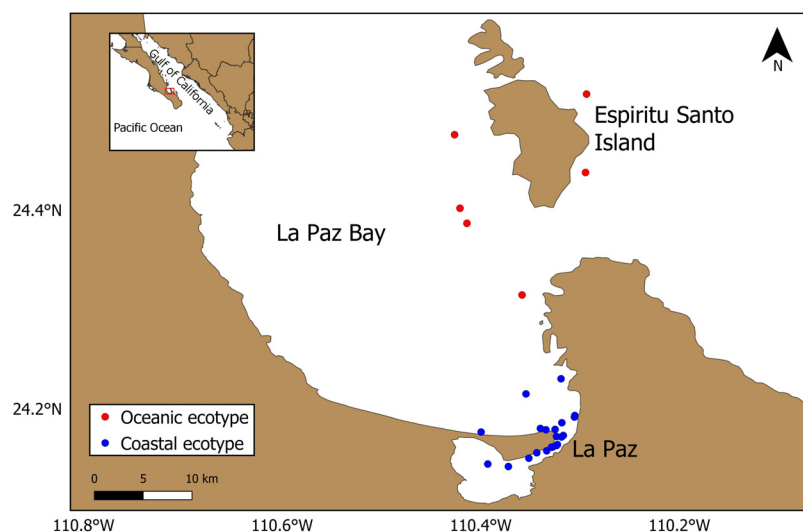 Gulf of California
Pacific Ocean
N
Espiritu Santo
Island
24.4°N
La Paz Bay
24.2°N
Oceanic ecotype
Coastal ecotype
La Paz
0 5 10 km
110.8°W 110.6°W 110.4°W 110.2°W